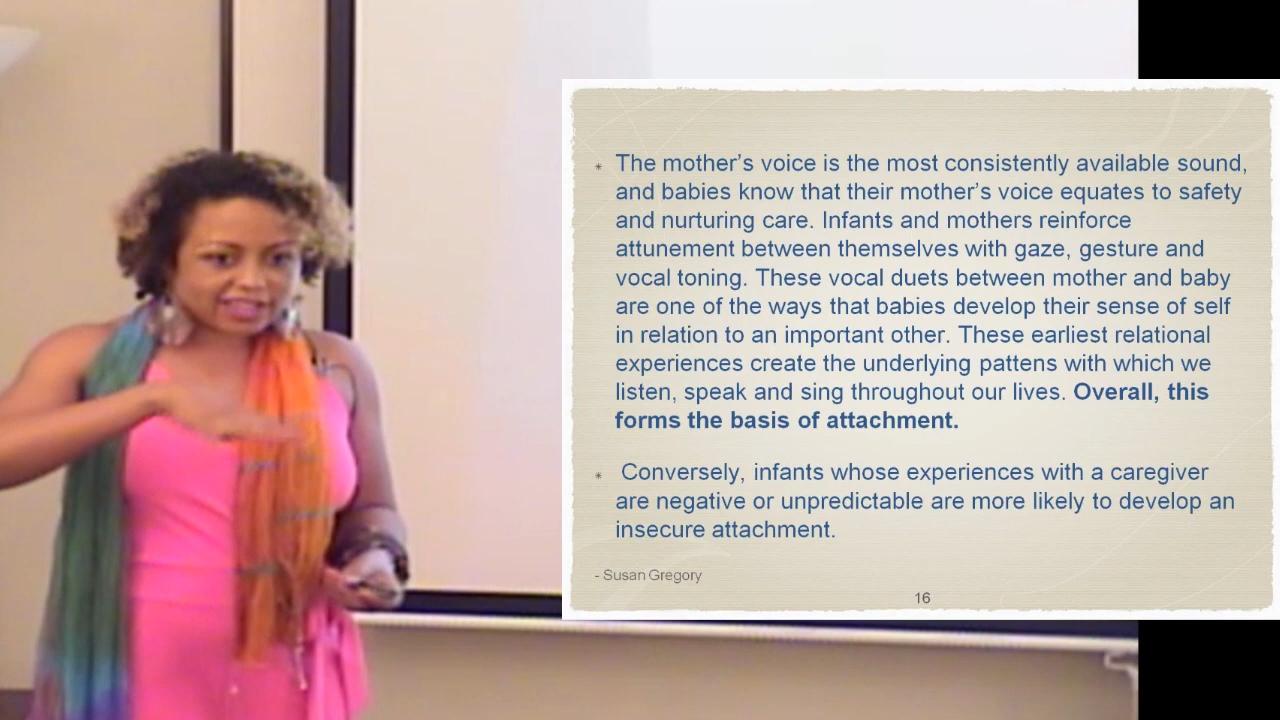 * The mother's voice is the most consistently available sound,
and babies know that their mother's voice equates to safety
and nurturing care. Infants and mothers reinforce
attunement between themselves with gaze, gesture and
vocal toning. These vocal duets between mother and baby
are one of the ways that babies develop their sense of self
in relation to an important other. These earliest relational
experiences create the underlying pattens with which we
listen, speak and sing throughout our lives. Overall, this
forms the basis of attachment.
* Conversely, infants whose experiences with a caregiver
are negative or unpredictable are more likely to develop an
insecure attachment.
- Susan Gregory
16